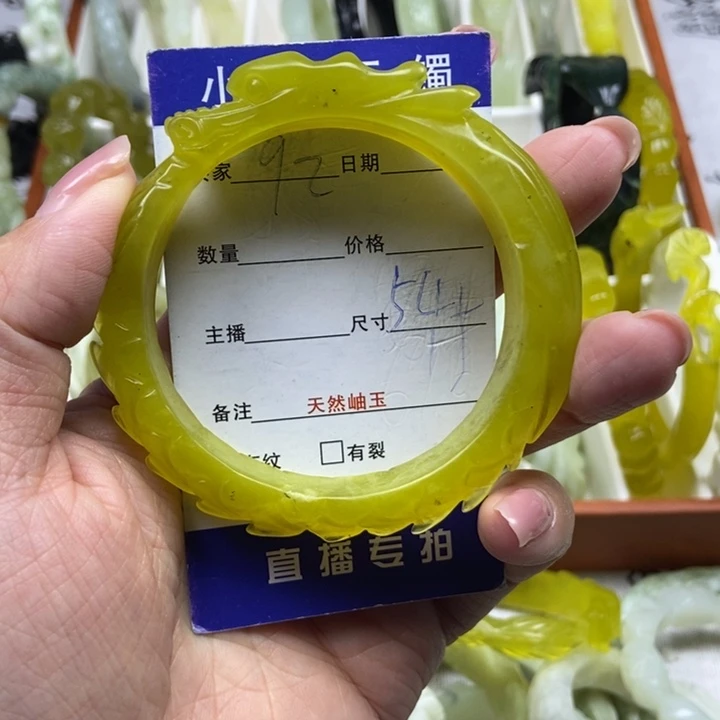 小 镯
家 92 日期
数量 价格
主播 尺寸 54
备注 天然岫玉
纹 □有裂
直播专拍